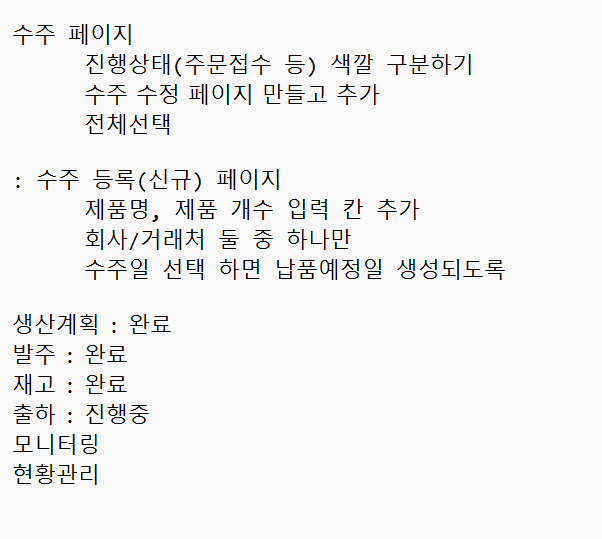 수주 페이지
진행상태(주문접수 등) 색깔 구분하기
수주 수정 페이지 만들고 추가
전체선택
: 수주 등록(신규) 페이지
제품명, 제품 개수 입력 칸 추가
회사/거래처 둘 중 하나만
수주일 선택 하면 납품예정일 생성되도록
생산계획 : 완료
발주 : 완료
재고 : 완료
출하 : 진행중
모니터링
현황관리